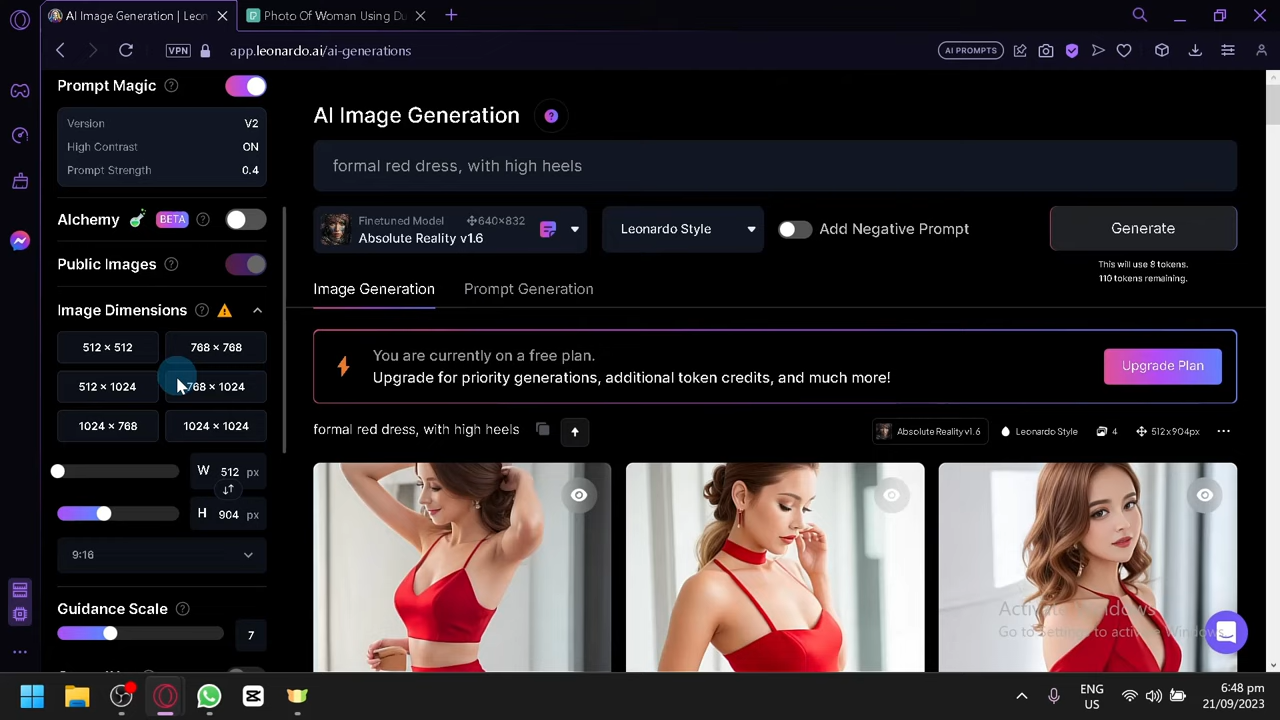 AI Image Generation | Leon
Photo Of Woman Using Du
VPN
app.leonardo.ai/ai-generations
AI PROMPTS
Prompt Magic
Version V2
High Contrast ON
Prompt Strength 0.4
Alchemy BETA
Public Images
Image Dimensions
512 × 512 768 × 768
512 × 1024 768 × 1024
1024 × 768 1024 × 1024
W 512 px
H 904 px
9:16
Guidance Scale
7
AI Image Generation
formal red dress, with high heels
Finetuned Model 640×832
Absolute Reality v1.6
Leonardo Style
Add Negative Prompt
Generate
This will use 8 tokens.
110 tokens remaining.
Image Generation Prompt Generation
You are currently on a free plan.
Upgrade for priority generations, additional token credits, and much more!
Upgrade Plan
formal red dress, with high heels
Absolute Reality v1.6 Leonardo Style 4 512x904px
Activate Windows
Go to Settings to activate Windows.
ENG
US
6:48 pm
21/09/2023